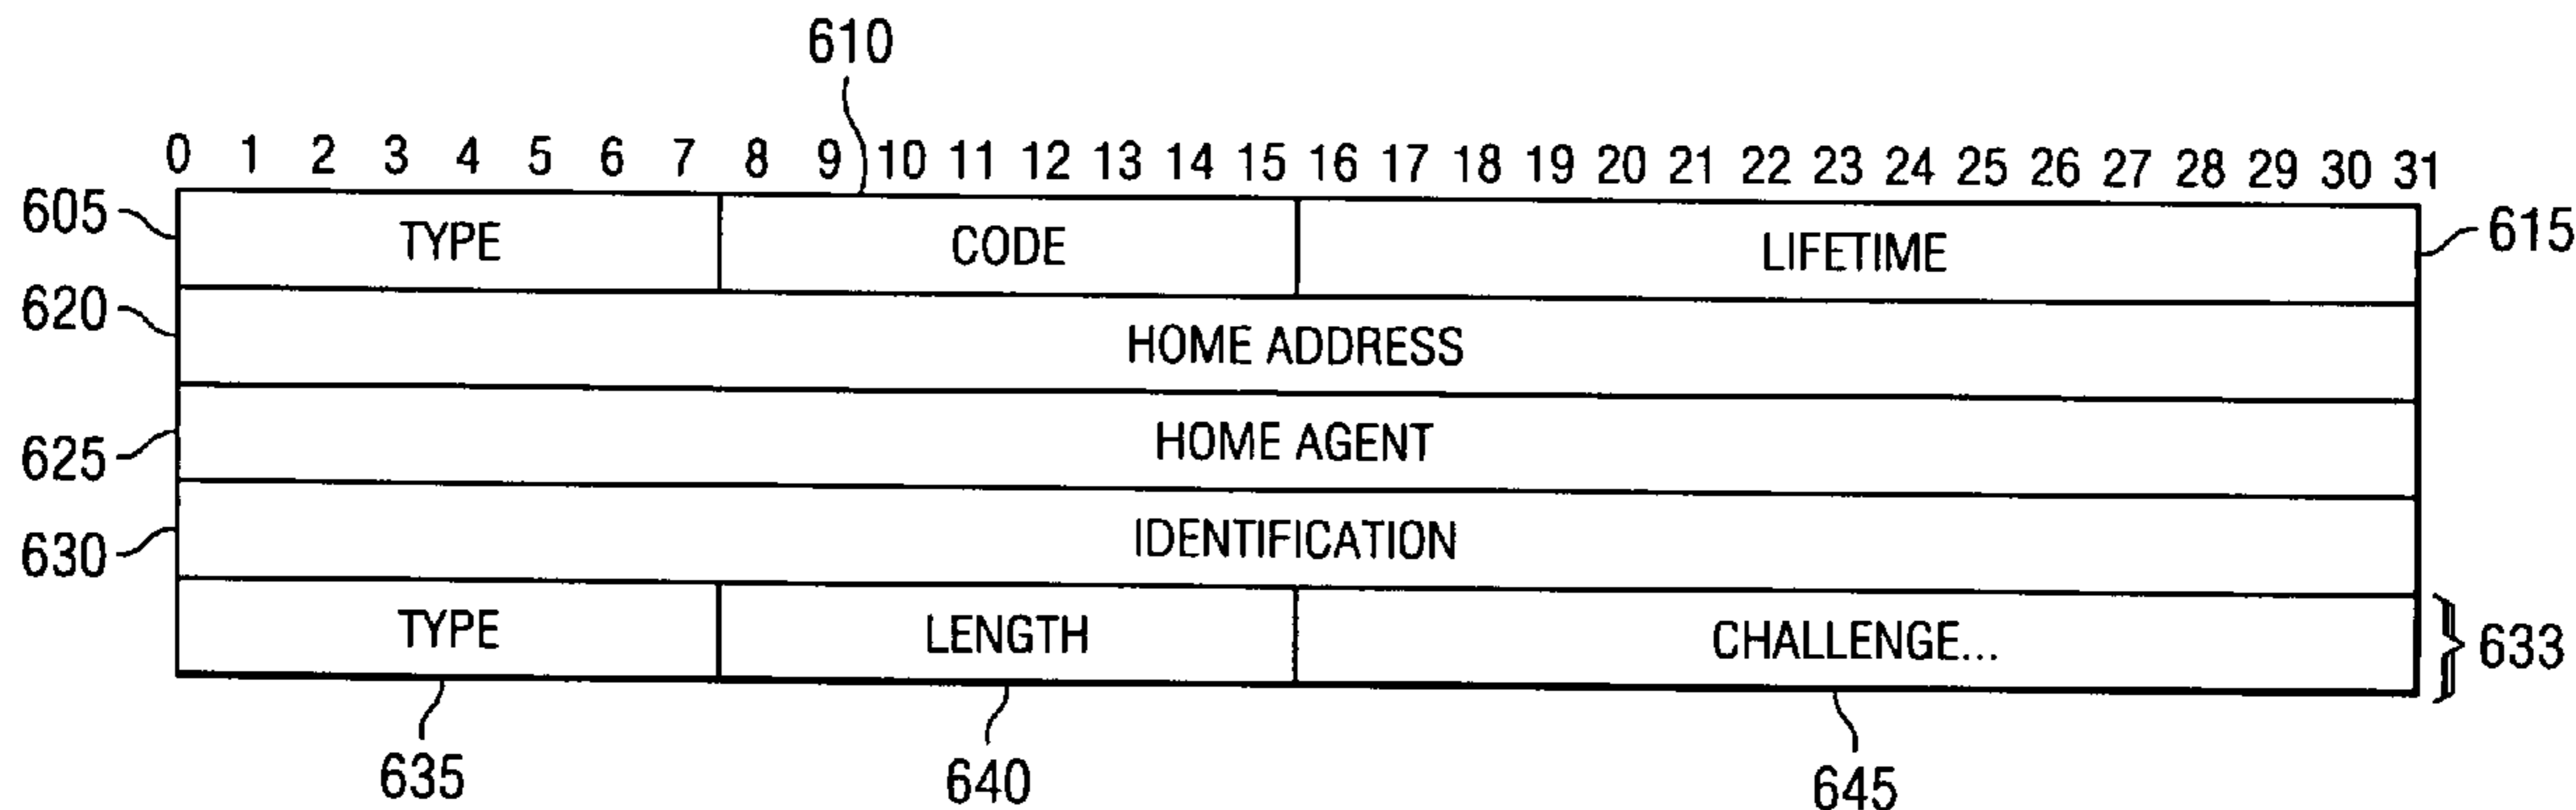 610
0 1 2 3 4 5 6 7 8 9 10 11 12 13 14 15 16 17 18 19 20 21 22 23 24 25 26 27 28 29 30 31
605 TYPE CODE LIFETIME 615
620 HOME ADDRESS
625 HOME AGENT
630 IDENTIFICATION
TYPE LENGTH CHALLENGE... 633
635 640 645